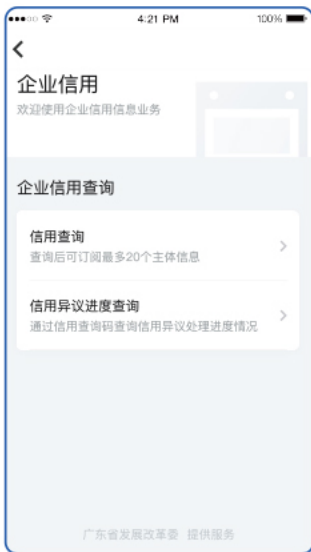 4:21 PM
100%
企业信用
欢迎使用企业信用信息业务
企业信用查询
信用查询
查询后可订阅最多20个主体信息
信用异议进度查询
通过信用查询码查询信用异议处理进度情况
广东省发展改革委 提供服务